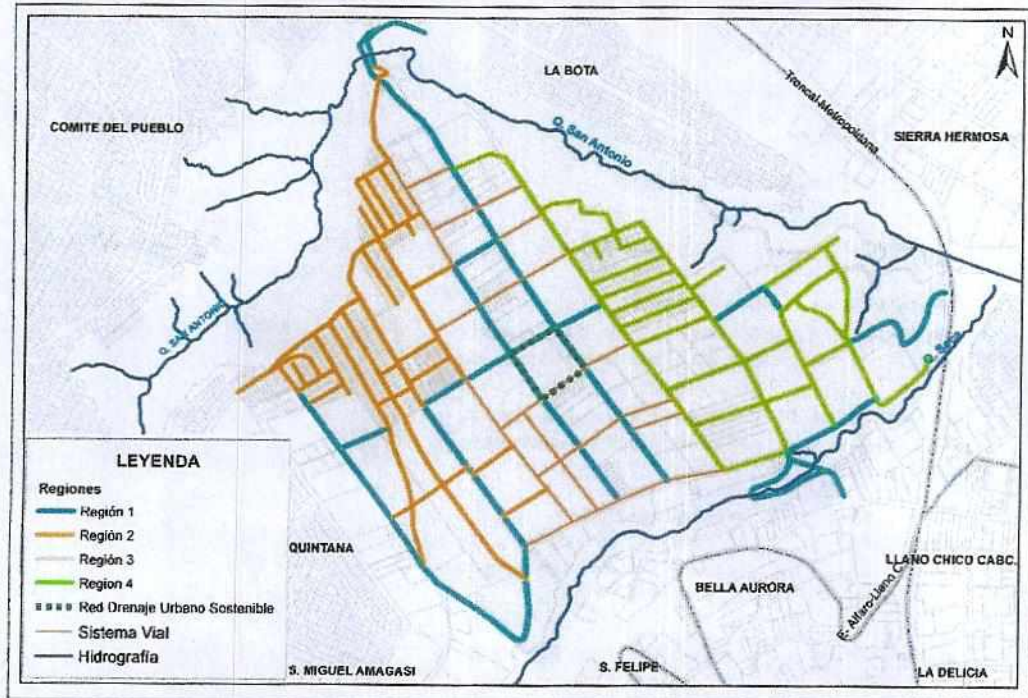 N
LA BOTA
Troncal-Metropolitana
COMITE DEL PUEBLO
SIERRA HERMOSA
Q. San Antonio
Q. SAN ANTONIO
LEYENDA
Regiones
Región 1
Región 2
Región 3
Region 4
Red Drenaje Urbano Sostenible
Sistema Vial
Hidrografía
QUINTANA
BELLA AURORA
LLANO CHICO CABC.
S. MIGUEL AMAGASI
S. FELIPE
LA DELICIA